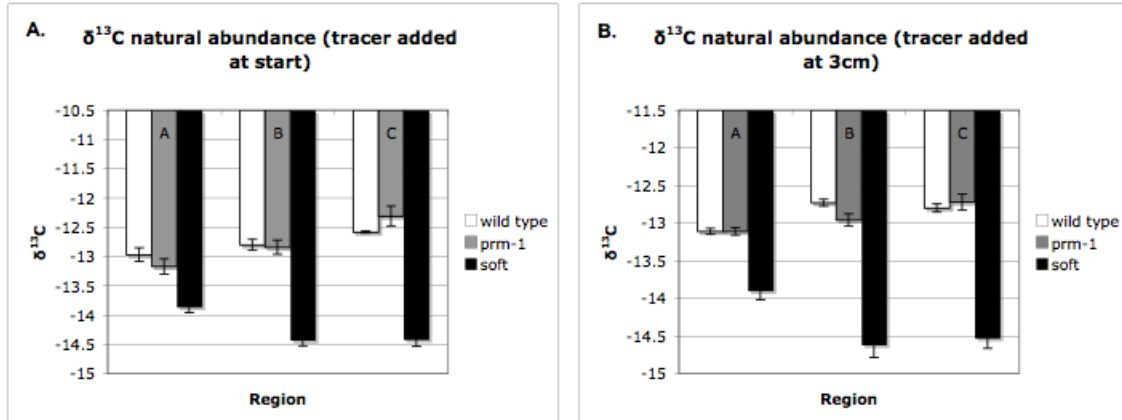 A.
δ¹³C natural abundance (tracer added
at start)
-10.5
-11
-11.5
-12
-12.5
-13
-13.5
-14
-14.5
-15
δ¹³C
A
B
C
Region
wild type
prm-1
soft
B.
δ¹³C natural abundance (tracer added
at 3cm)
-11.5
-12
-12.5
-13
-13.5
-14
-14.5
-15
δ¹³C
A
B
C
Region
wild type
prm-1
soft